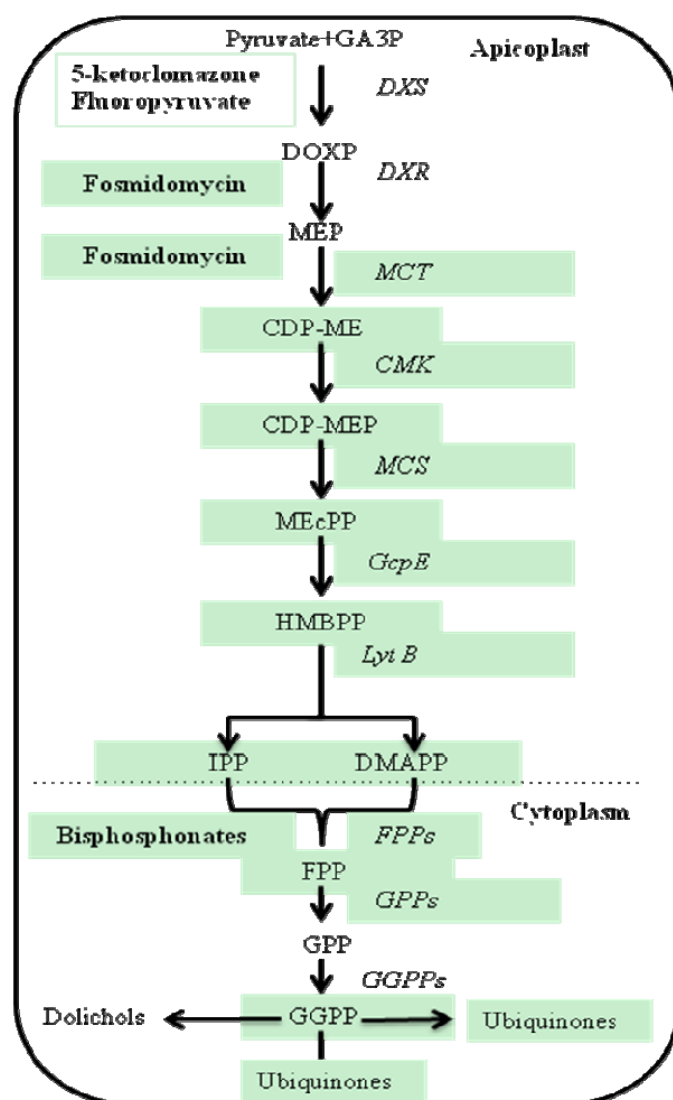 Pyruvate+GA3P
Apicoplast
5-ketoclomazone
Fluoropyruvate
DXS
DOXP
DXR
Fosmidomycin
MEP
Fosmidomycin
MCT
CDP-ME
CMK
CDP-MEP
MCS
MEcPP
GcpE
HMBPP
Lyt B
IPP
DMAPP
Cytoplasm
Bisphosphonates
FPPs
FPP
GPPs
GPP
GGPPs
Dolichols
GGPP
Ubiquinones
Ubiquinones